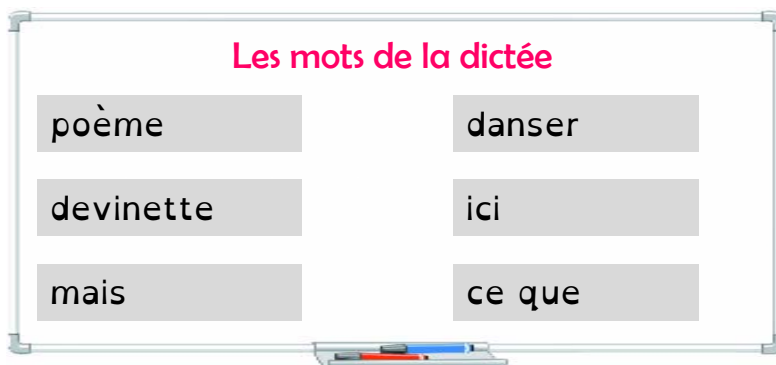 Les mots de la dictée
poème
danser
devinette
ici
mais
ce que